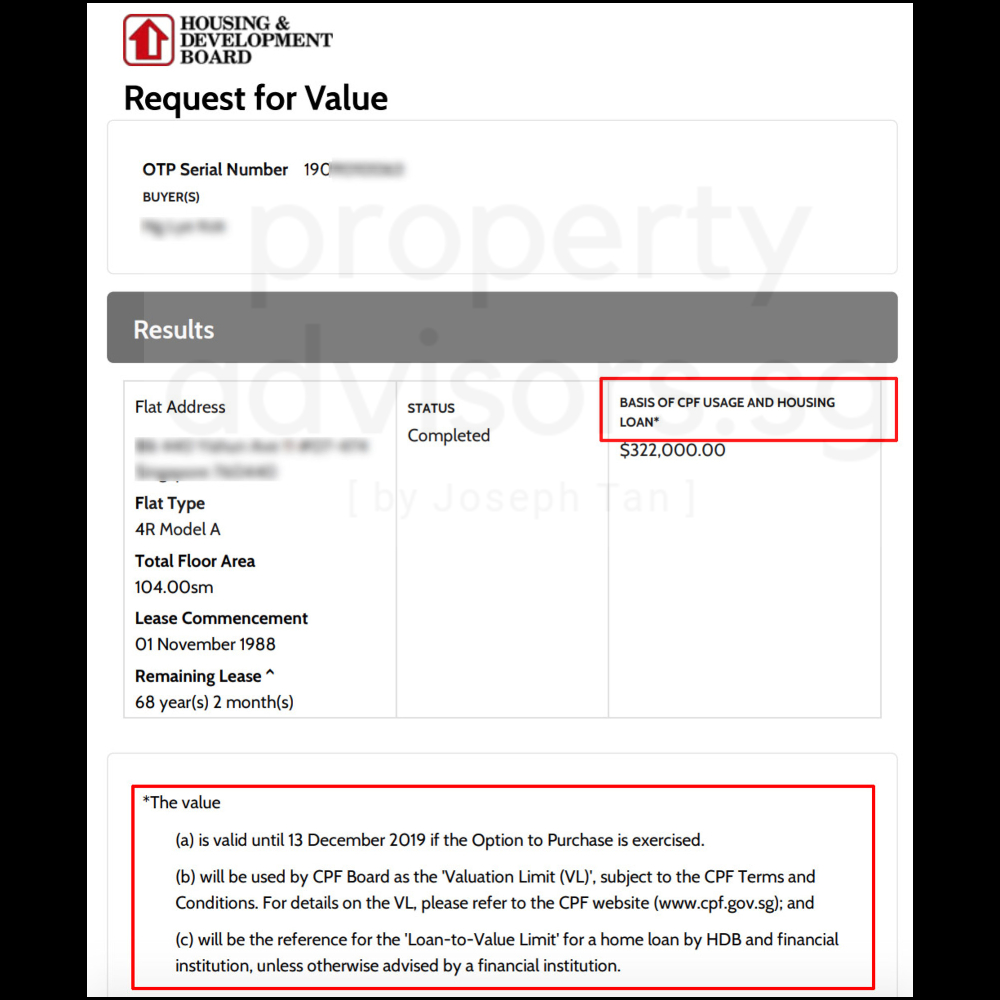 HOUSING &
DEVELOPMENT
BOARD
Request for Value
OTP Serial Number 190
BUYER(S)
property
Results
advisors.sg
Flat Address
STATUS
Completed
BASIS OF CPF USAGE AND HOUSING
LOAN*
$322,000.00
[ by Joseph Tan ]
Flat Type
4R Model A
Total Floor Area
104.00sm
Lease Commencement
01 November 1988
Remaining Lease ^
68 year(s) 2 month(s)
*The value
(a) is valid until 13 December 2019 if the Option to Purchase is exercised.
(b) will be used by CPF Board as the 'Valuation Limit (VL)', subject to the CPF Terms and
Conditions. For details on the VL, please refer to the CPF website (www.cpf.gov.sg); and
(c) will be the reference for the 'Loan-to-Value Limit' for a home loan by HDB and financial
institution, unless otherwise advised by a financial institution.